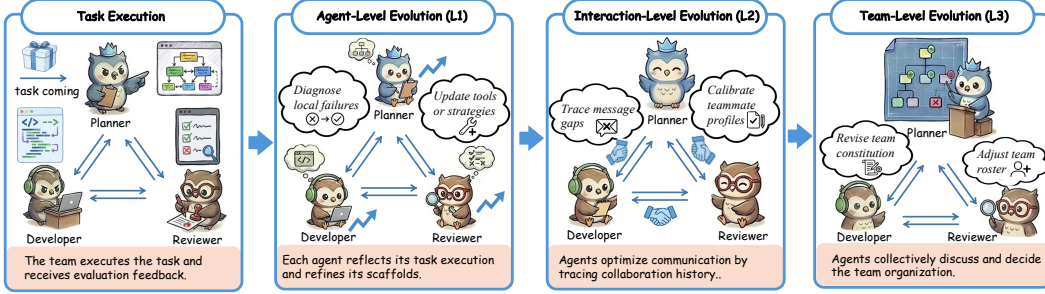 Task Execution
task coming
Planner
</>
Developer
Reviewer
The team executes the task and
receives evaluation feedback.
Agent-Level Evolution (L1)
Diagnose
local failures
Planner
Update tools
or strategies
</>
Developer
Reviewer
Each agent reflects its task execution
and refines its scaffolds.
Interaction-Level Evolution (L2)
Trace message
gaps
Planner
Calibrate
teammate
profiles
Developer
Reviewer
Agents optimize communication by
tracing collaboration history..
Team-Level Evolution (L3)
Planner
Revise team
constitution
Adjust team
roster
Developer
Reviewer
Agents collectively discuss and decide
the team organization.